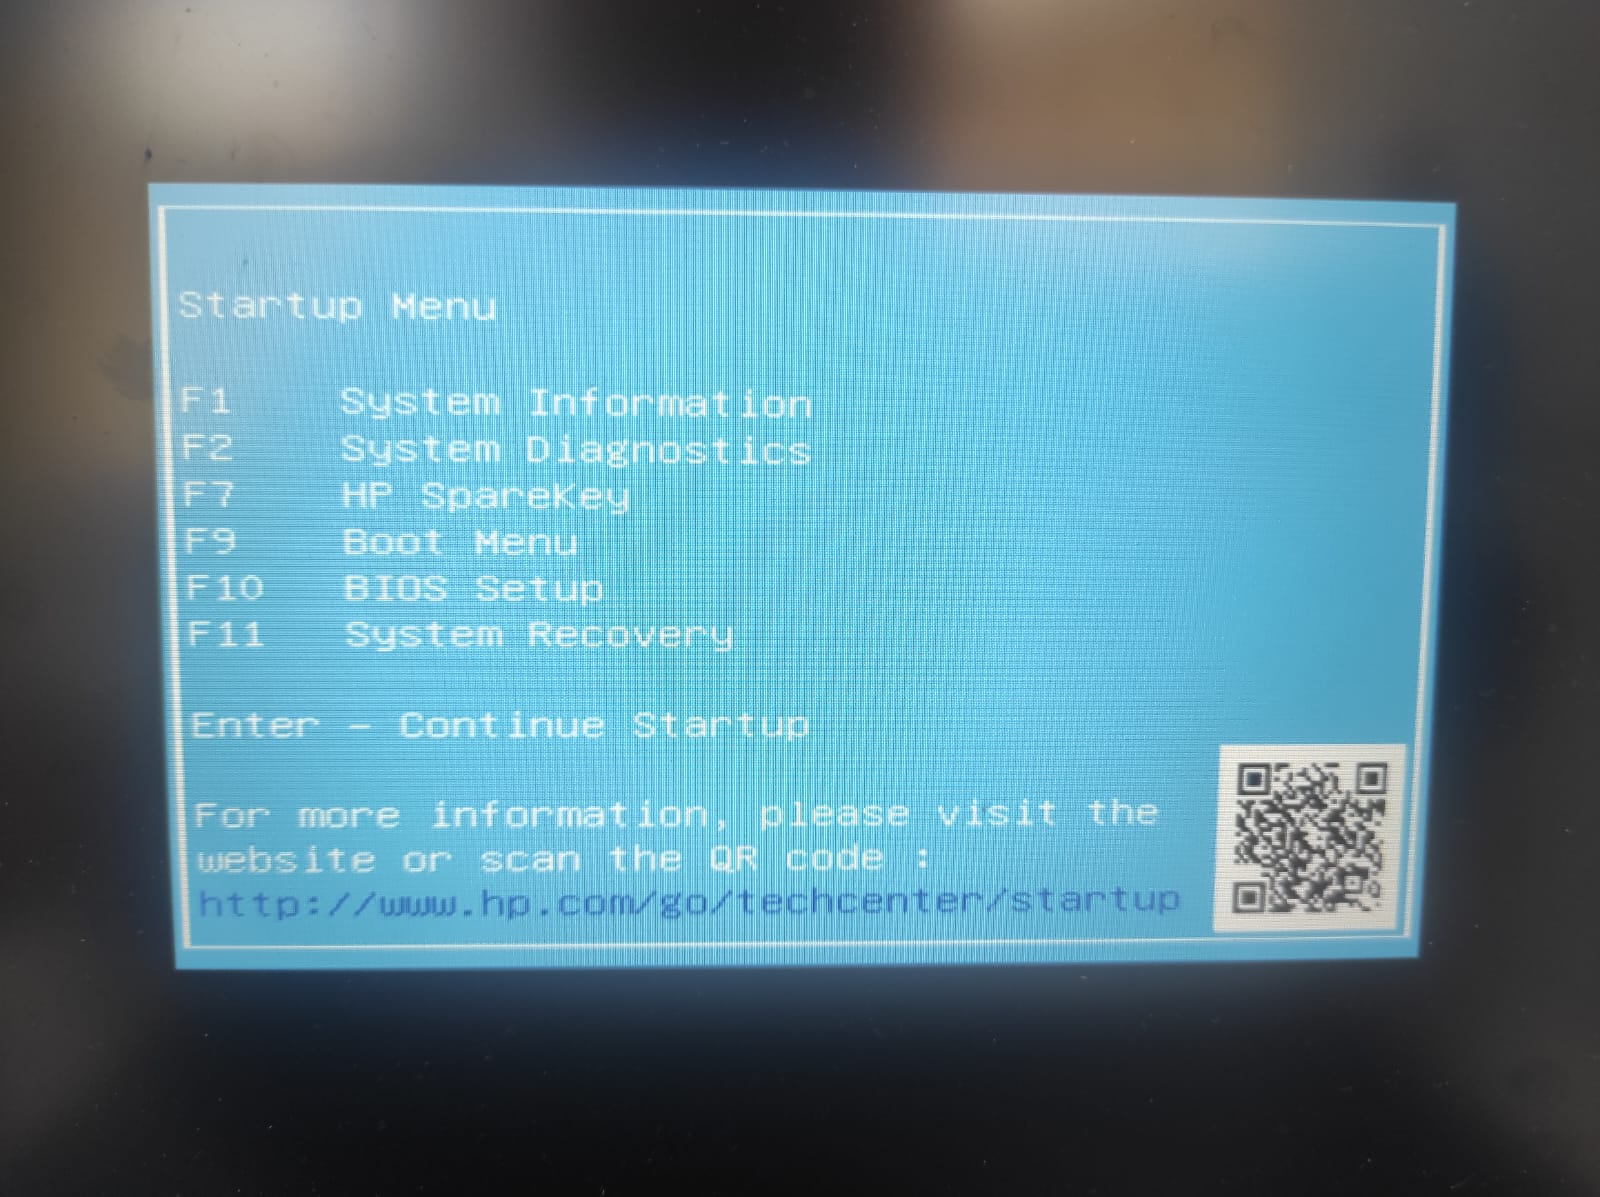 Startup Menu
F1 System Information
F2 System Diagnostics
F7 HP SpareKey
F9 Boot Menu
F10 BIOS Setup
F11 System Recovery
Enter - Continue Startup
For more information, please visit the
website or scan the QR code :
http://www.hp.com/go/techcenter/startup